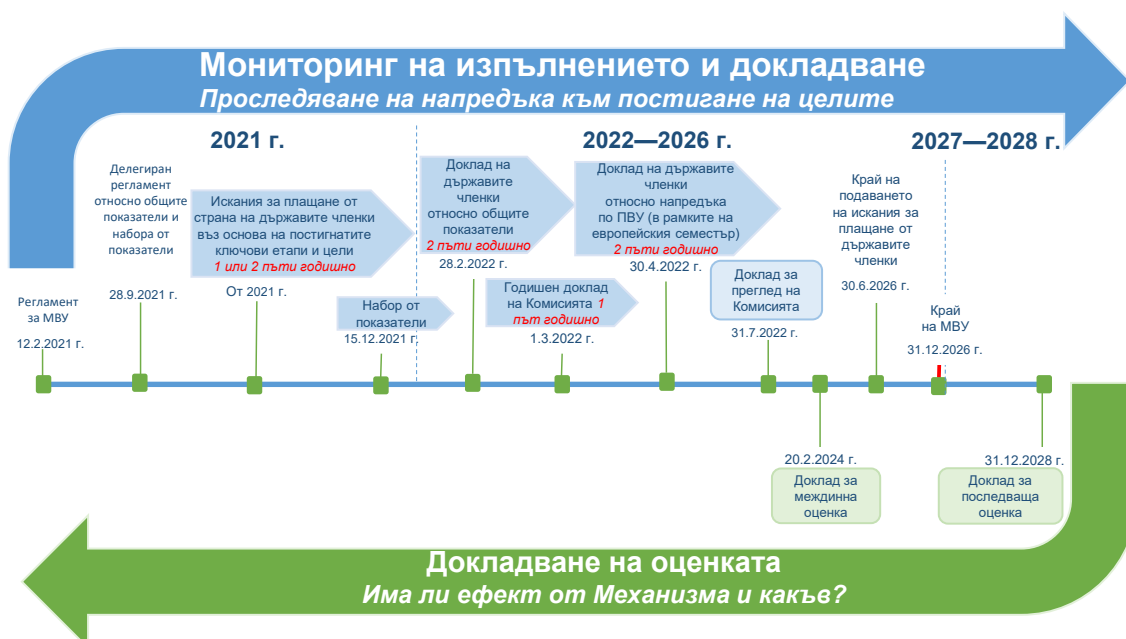 Мониторинг на изпълнението и докладване
Проследяване на напредъка към постигане на целите
2021 г.
2022—2026 г.
2027—2028 г.
Делегиран
регламент
относно общите
показатели и
набора от
показатели
28.9.2021 г.
Искания за плащане от
страна на държавите членки
въз основа на постигнатите
ключови етапи и цели
1 или 2 пъти годишно
От 2021 г.
Доклад на
държавите
членки
относно общите
показатели
2 пъти годишно
28.2.2022 г.
Доклад на държавите
членки
относно напредъка
по ПВУ (в рамките на
европейския семестър)
2 пъти годишно
30.4.2022 г.
Край на
подаването
на искания за
плащане от
държавите
членки
30.6.2026 г.
Регламент
за МВУ
12.2.2021 г.
Набор от
показатели
15.12.2021 г.
Годишен доклад
на Комисията 1
път годишно
1.3.2022 г.
Доклад за
преглед на
Комисията
31.7.2022 г.
Край
на МВУ
31.12.2026 г.
20.2.2024 г.
Доклад за
междинна
оценка
31.12.2028 г.
Доклад за
последваща
оценка
Докладване на оценката
Има ли ефект от Механизма и какъв?